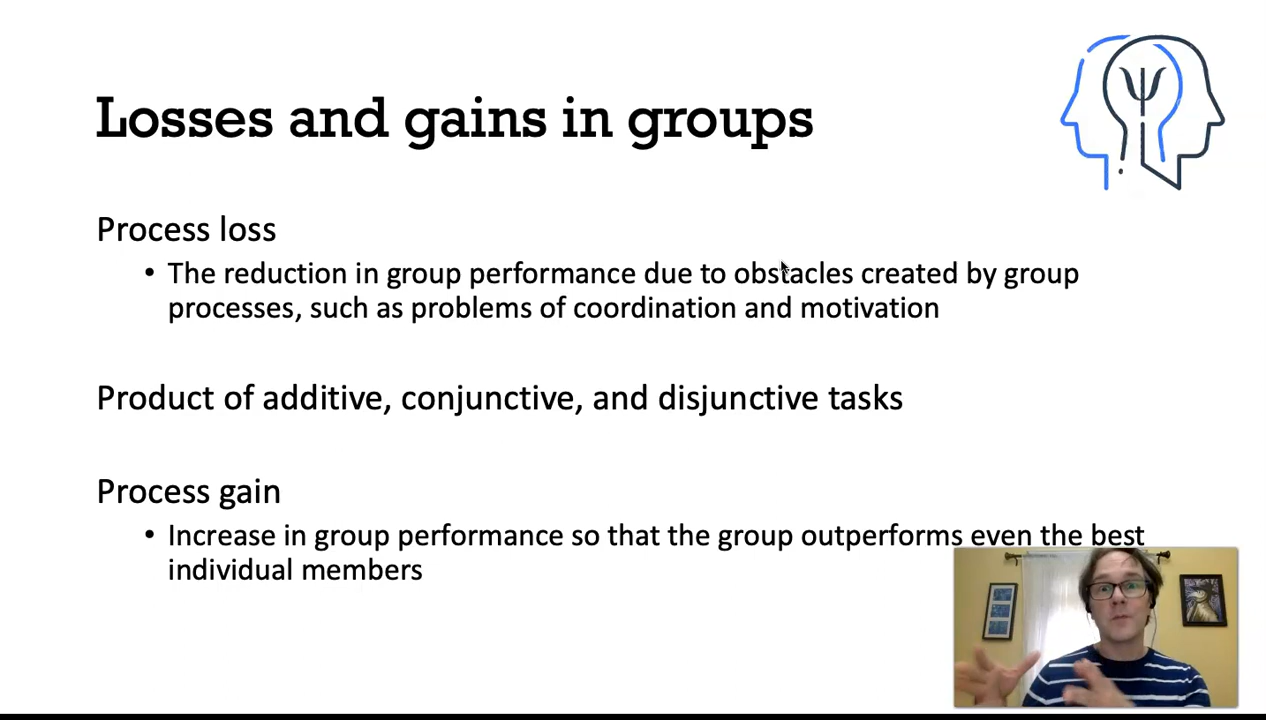 Losses and gains in groups
Process loss
• The reduction in group performance due to obstacles created by group
processes, such as problems of coordination and motivation
Product of additive, conjunctive, and disjunctive tasks
Process gain
• Increase in group performance so that the group outperforms even the best
individual members